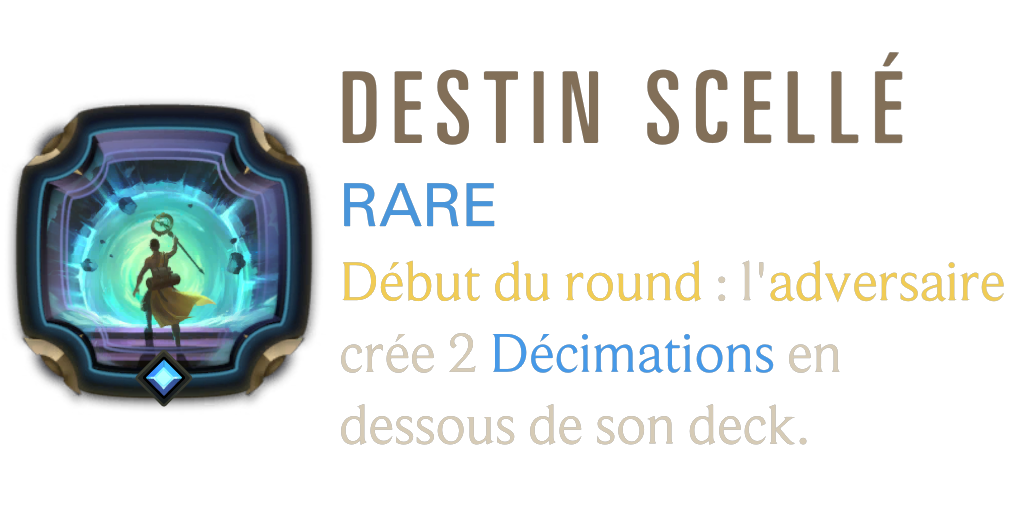 DESTIN SCELLÉ
RARE
Début du round : l'adversaire
crée 2 Décimations en
dessous de son deck.